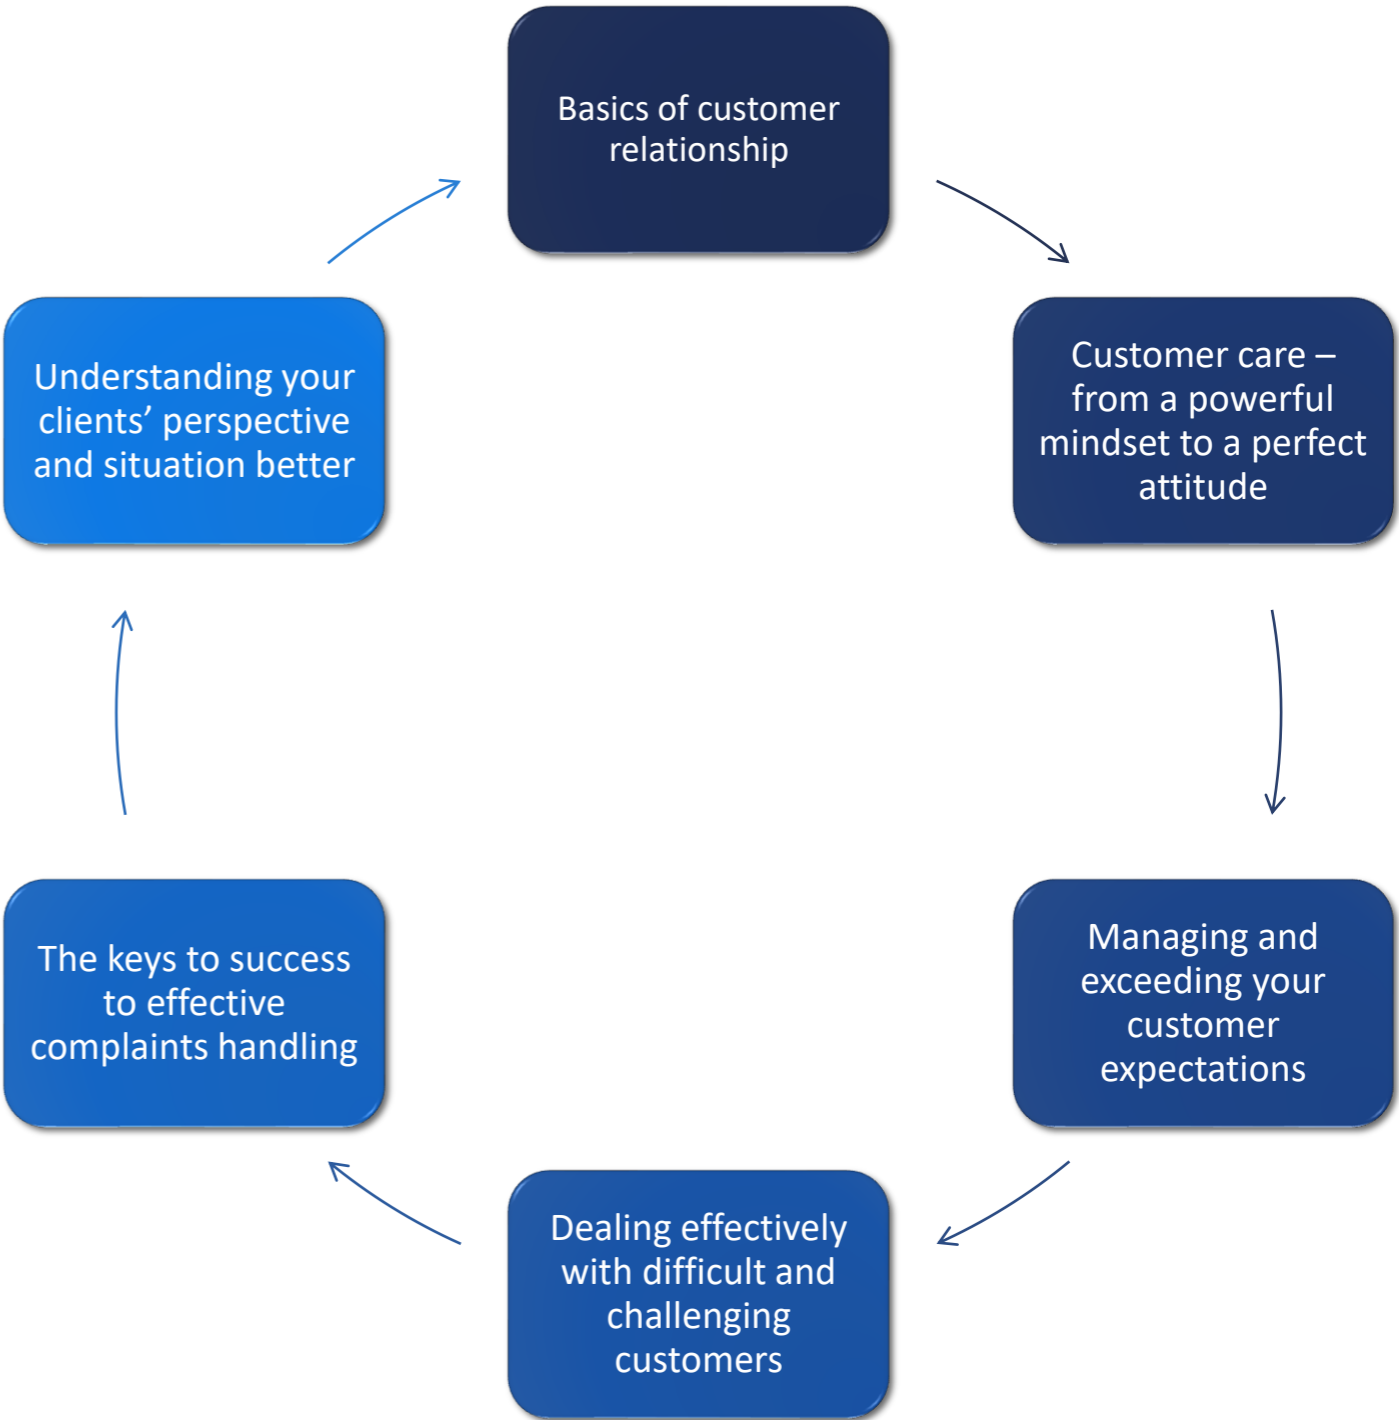 Basics of customer
relationship
Customer care –
from a powerful
mindset to a perfect
attitude
Managing and
exceeding your
customer
expectations
Dealing effectively
with difficult and
challenging
customers
The keys to success
to effective
complaints handling
Understanding your
clients’ perspective
and situation better